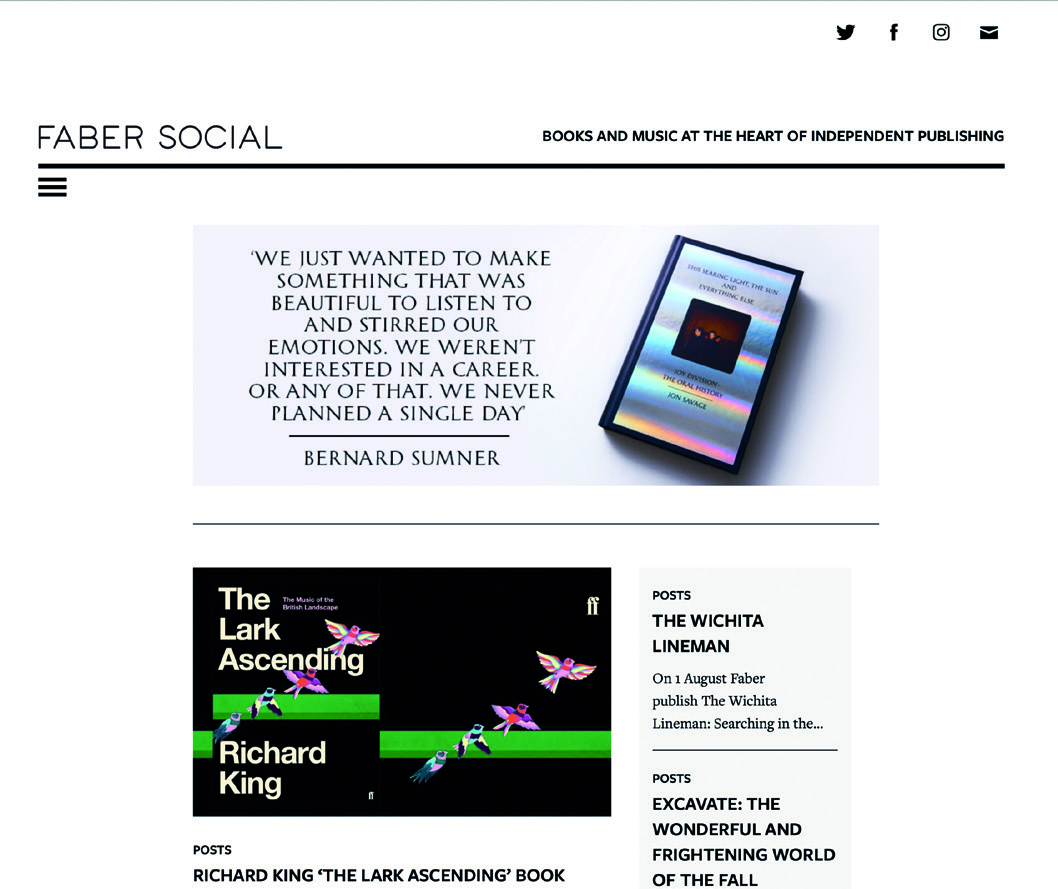 FABER SOCIAL
BOOKS AND MUSIC AT THE HEART OF INDEPENDENT PUBLISHING
‘WE JUST WANTED TO MAKE
SOMETHING THAT WAS
BEAUTIFUL TO LISTEN TO
AND STIRRED OUR
EMOTIONS. WE WEREN'T
INTERESTED IN A CAREER.
OR ANY OF THAT. WE NEVER
PLANNED A SINGLE DAY’
BERNARD SUMNER
THIS SEARING LIGHT, THE SUN
AND
EVERYTHING ELSE
JOY DIVISION
THE ORAL HISTORY
JON SAVAGE
The
Lark
Ascending
The Music of the
British Landscape
Richard
King
ff
ff
POSTS
RICHARD KING ‘THE LARK ASCENDING’ BOOK
POSTS
THE WICHITA
LINEMAN
On 1 August Faber
publish The Wichita
Lineman: Searching in the...
POSTS
EXCAVATE: THE
WONDERFUL AND
FRIGHTENING WORLD
OF THE FALL